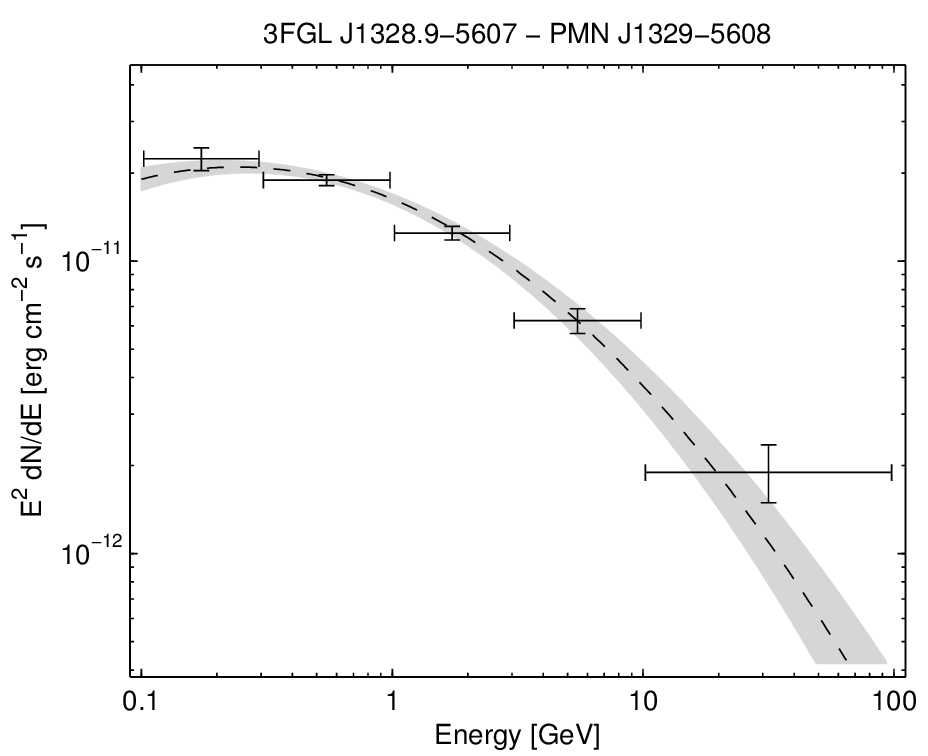 3FGL J1328.9−5607 − PMN J1329−5608
E² dN/dE [erg cm⁻² s⁻¹]
10⁻¹¹
10⁻¹²
0.1 1 10 100
Energy [GeV]